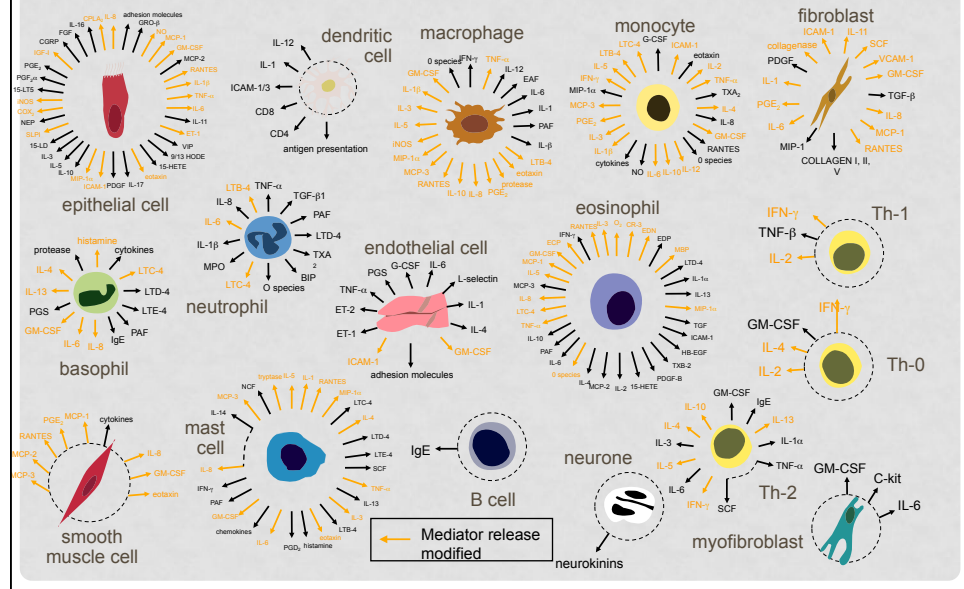 epithelial cell
CPLA2
IL-8
adhesion molecules
GRO-β
NO
MCP-1
GM-CSF
MCP-2
RANTES
IL-1β
TNF-α
IL-6
IL-11
ET-1
VIP
9/13 HODE
15-HETE
eotaxin
IL-17
PDGF
ICAM-1
MIP-1α
IL-10
IL-5
IL-3
15-LD
SLPI
NEP
COX2
iNOS
15-LT5
PGF2α
PGE2
IGF-I
CGRP
FGF
IL-16
dendritic
cell
IL-12
IL-1
ICAM-1/3
CD8
CD4
antigen presentation
macrophage
0 species
IFN-γ
TNF-α
IL-12
EAF
IL-6
IL-1
PAF
IL-β
LTB-4
eotaxin
protease
PGE2
IL-8
IL-10
RANTES
MCP-3
MIP-1α
iNOS
IL-5
IL-3
IL-1β
GM-CSF
monocyte
G-CSF
ICAM-1
eotaxin
IL-2
TNF-α
TXA2
IL-4
IL-8
GM-CSF
RANTES
0 species
IL-12
IL-10
IL-6
NO
cytokines
IL-1β
IL-3
PGE2
MCP-3
MIP-1α
IFN-γ
IL-5
LTB-4
LTC-4
fibroblast
ICAM-1
IL-11
SCF
VCAM-1
GM-CSF
TGF-β
IL-8
MCP-1
RANTES
COLLAGEN I, II,
V
MIP-1
IL-6
PGE2
IL-1
PDGF
collagenase
basophil
histamine
cytokines
LTC-4
LTD-4
LTE-4
PAF
IgE
IL-8
IL-6
GM-CSF
PGS
IL-13
IL-4
protease
neutrophil
LTB-4
TNF-α
TGF-β1
PAF
LTD-4
TXA
2
BIP
O species
LTC-4
MPO
IL-1β
IL-6
IL-8
endothelial cell
G-CSF
IL-6
L-selectin
IL-1
IL-4
GM-CSF
adhesion molecules
ICAM-1
ET-1
ET-2
TNF-α
PGS
eosinophil
RANTES
IL-3
O2
CR-3
EDN
EDP
MBP
LTD-4
IL-1α
IL-13
MIP-1α
TGF
ICAM-1
HB-EGF
TXB-2
PDGF-B
15-HETE
IL-2
MCP-2
IL-4
0 species
IL-6
PAF
IL-10
TNF-α
LTC-4
IL-8
MCP-3
IL-5
MCP-1
GM-CSF
ECP
IFN-γ
Th-1
IFN-γ
TNF-β
IL-2
Th-0
IFN-γ
GM-CSF
IL-4
IL-2
smooth
muscle cell
PGE2
MCP-1
cytokines
IL-8
GM-CSF
eotaxin
RANTES
MCP-2
MCP-3
mast
cell
NCF
tryptase
IL-5
IL-1
RANTES
MIP-1α
LTC-4
IL-4
LTD-4
LTE-4
SCF
TNF-α
IL-13
IL-3
LTB-4
eotaxin
histamine
PGD2
IL-6
chemokines
GM-CSF
PAF
IFN-γ
IL-8
IL-14
MCP-3
B cell
IgE
neurone
neurokinins
Th-2
GM-CSF
IgE
IL-13
IL-1α
TNF-α
SCF
IFN-γ
IL-6
IL-5
IL-3
IL-4
IL-10
myofibroblast
GM-CSF
C-kit
IL-6
Mediator release
modified